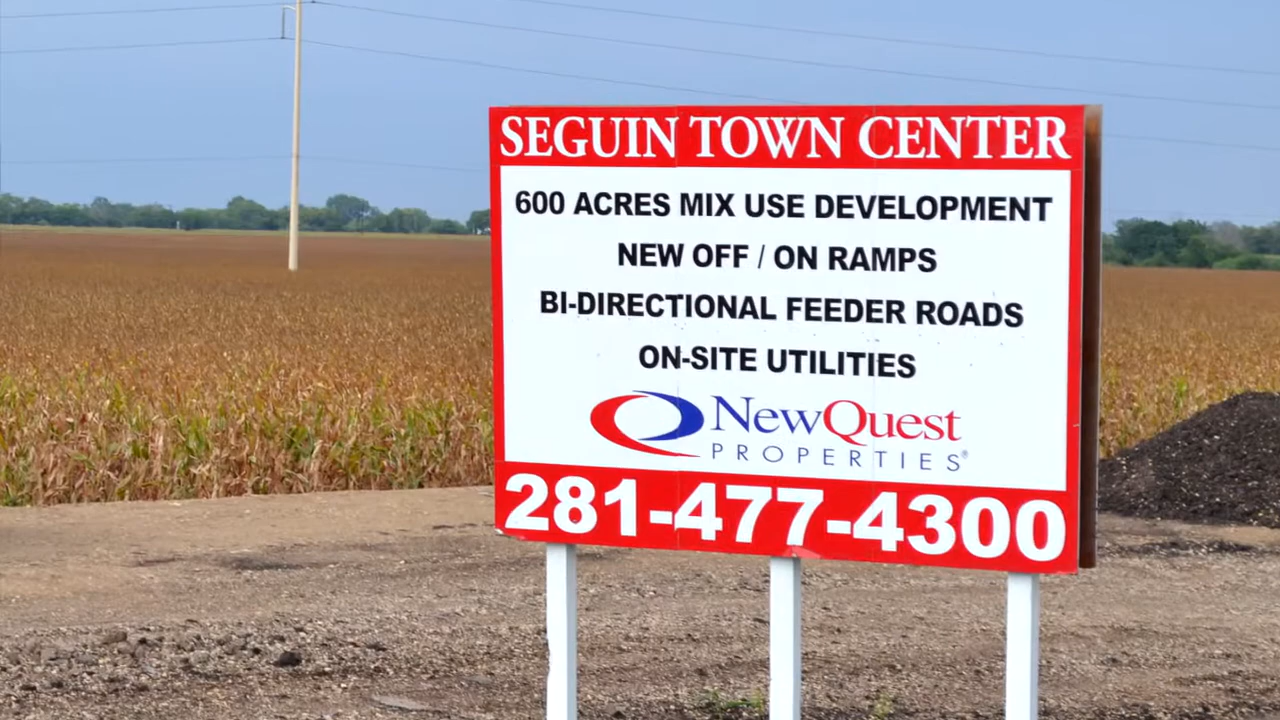 SEGUIN TOWN CENTER
600 ACRES MIX USE DEVELOPMENT
NEW OFF / ON RAMPS
BI-DIRECTIONAL FEEDER ROADS
ON-SITE UTILITIES
NewQuest
PROPERTIES®
281-477-4300